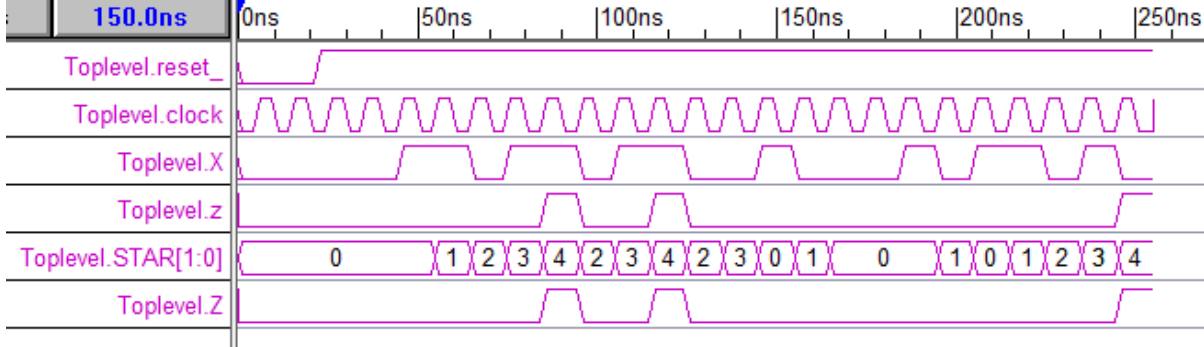 150.0ns 0ns 50ns 100ns 150ns 200ns 250ns
Toplevel.reset_
Toplevel.clock
Toplevel.X
Toplevel.z
Toplevel.STAR[1:0] 0 1 2 3 4 2 3 4 2 3 0 1 0 1 0 1 2 3 4
Toplevel.Z